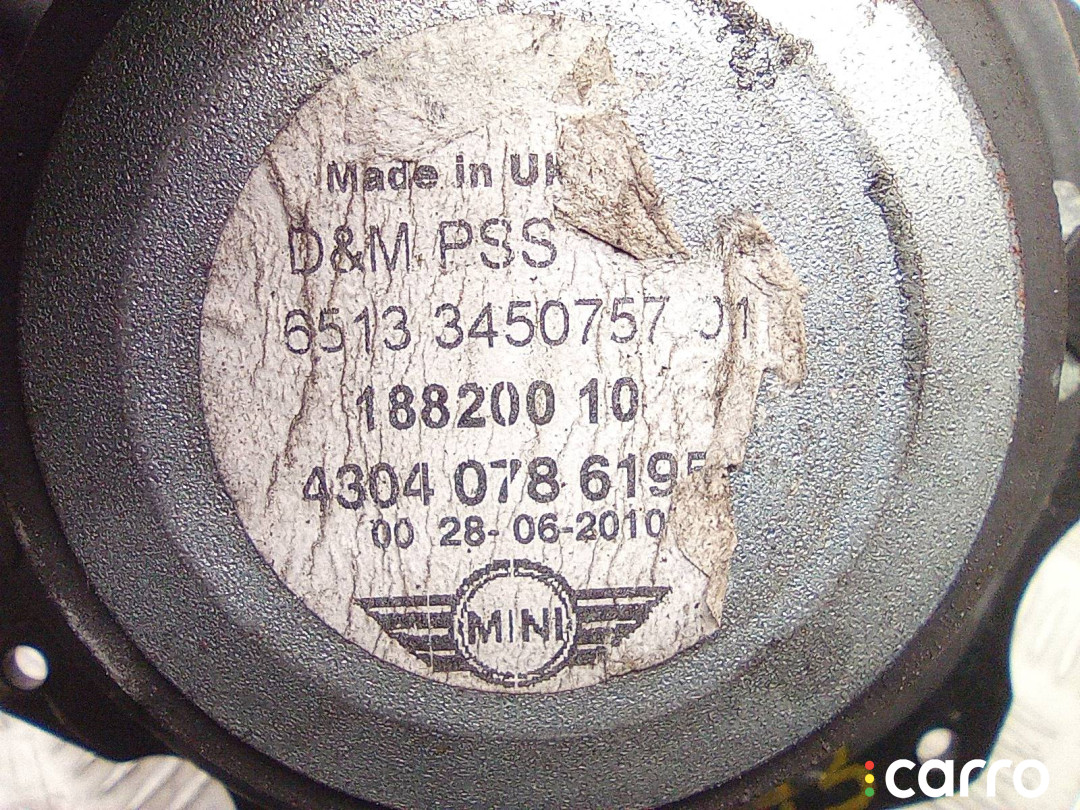 Made in UK
D&M PSS
6513 3450757 01
188200 10
4304 078 6195
00 28-06-2010
MINI
carro